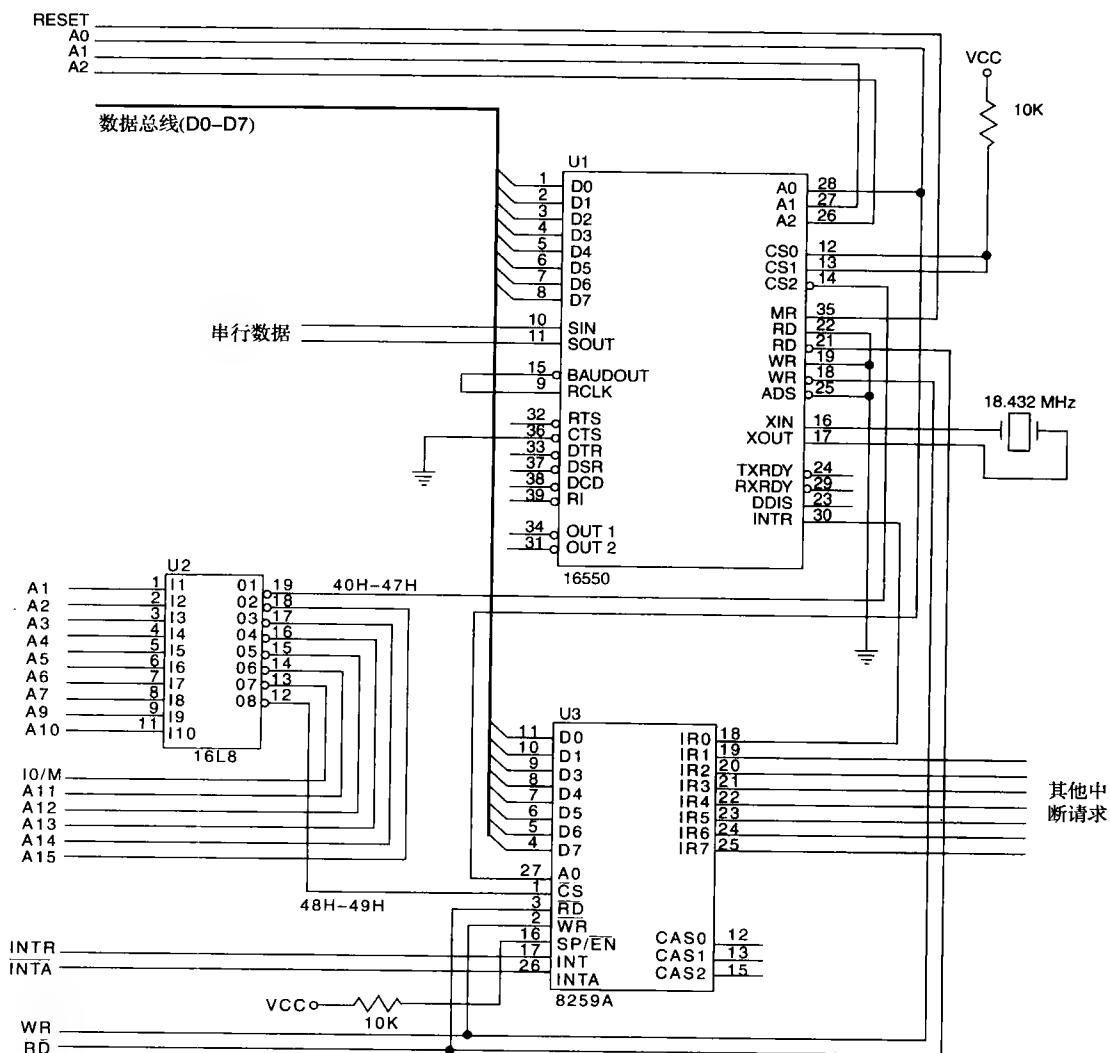 RESET
A0
A1
A2
数据总线(D0-D7)
VCC
10K
U1
1 D0
2 D1
3 D2
4 D3
5 D4
6 D5
7 D6
8 D7
串行数据
10 SIN
11 SOUT
15 BAUDOUT
9 RCLK
32 RTS
36 CTS
33 DTR
37 DSR
38 DCD
39 RI
34 OUT 1
31 OUT 2
A0 28
A1 27
A2 26
CS0 12
CS1 13
CS2 14
MR 35
RD 22
RD 21
WR 19
WR 18
ADS 25
XIN 16
XOUT 17
TXRDY 24
RXRDY 29
DDIS 23
INTR 30
16550
18.432 MHz
U2
A1 1 I1
A2 2 I2
A3 3 I3
A4 4 I4
A5 5 I5
A6 6 I6
A7 7 I7
A8 8 I8
A9 9 I9
A10 11 I10
01 19
02 18
03 17
04 16
05 15
06 14
07 13
08 12
16L8
40H-47H
IO/M
A11
A12
A13
A14
A15
48H-49H
U3
11 D0
10 D1
9 D3
8 D4
7 D5
6 D6
5
4 D7
27 A0
1 CS
3 RD
2 WR
16 SP/EN
17 INT
26 INTA
IR0 18
IR1 19
IR2 20
IR3 21
IR4 22
IR5 23
IR6 24
IR7 25
CAS0 12
CAS1 13
CAS2 15
8259A
其他中
断请求
INTR
INTA
VCC
10K
WR
RD